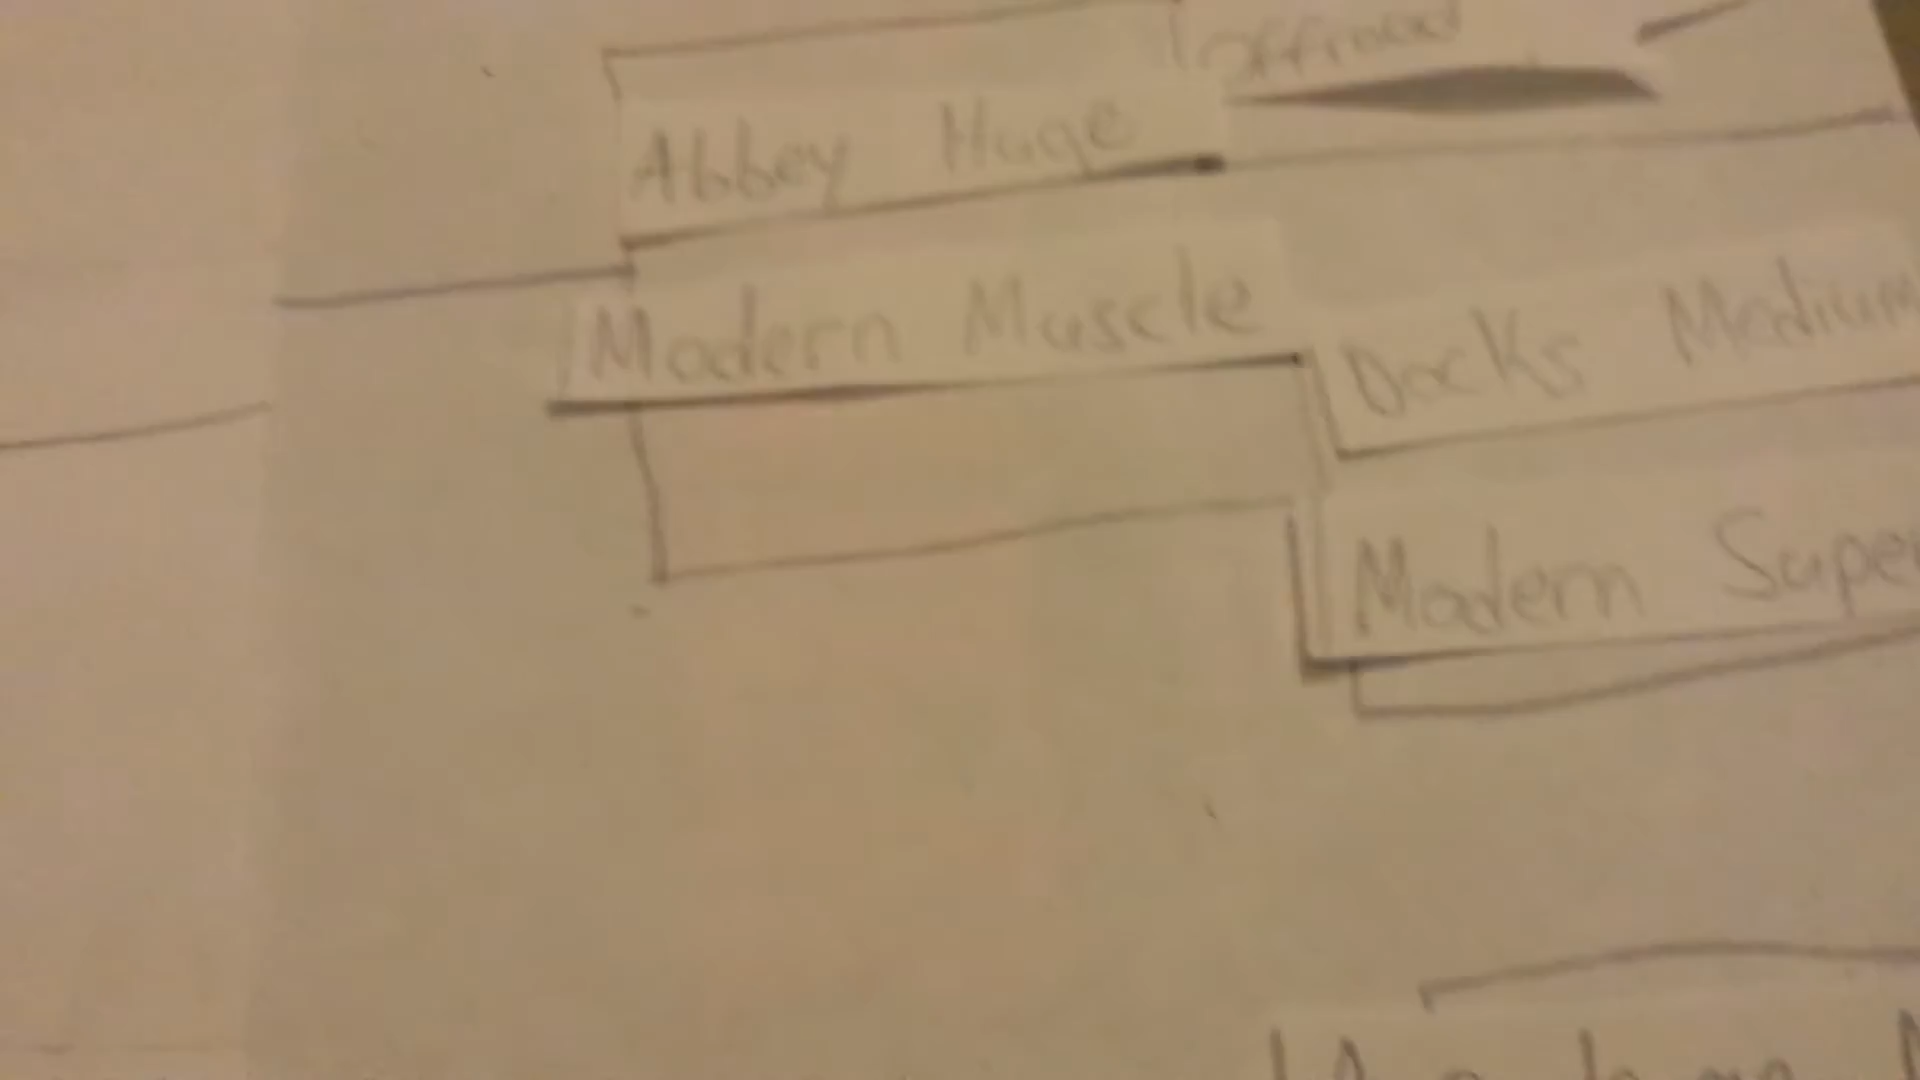 offroad
Abbey Huge
Modern Muscle
Docks Medium
Modern Super